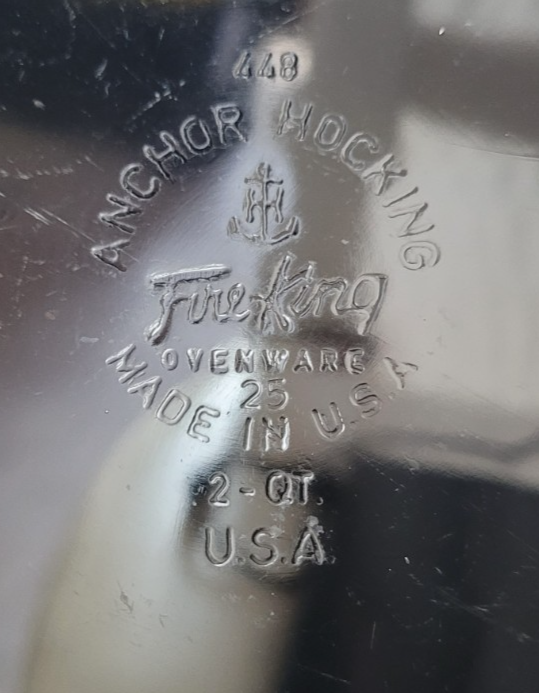 448
ANCHOR HOCKING
Fire-King
OVENWARE
25
MADE IN U.S.A
2-QT.
U.S.A.